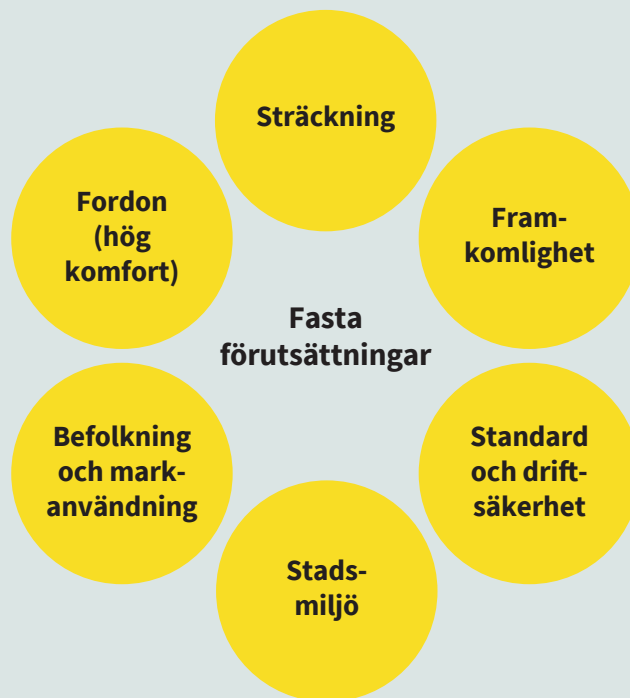 Sträckning
Fram-
komlighet
Standard
och drift-
säkerhet
Stads-
miljö
Befolkning
och mark-
användning
Fordon
(hög
komfort)
Fasta
förutsättningar